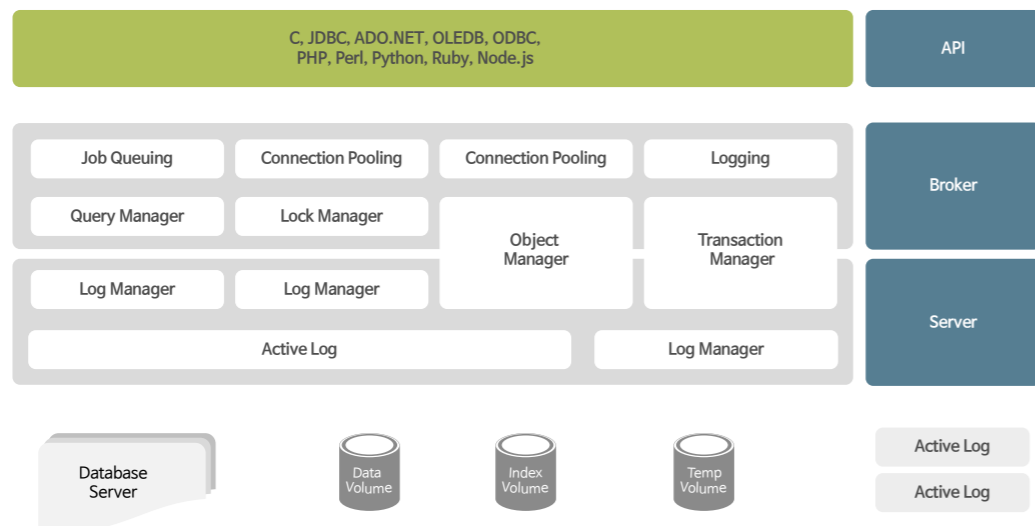 C, JDBC, ADO.NET, OLEDB, ODBC,
PHP, Perl, Python, Ruby, Node.js
API
Job Queuing
Connection Pooling
Connection Pooling
Logging
Broker
Query Manager
Lock Manager
Object
Manager
Transaction
Manager
Log Manager
Log Manager
Server
Active Log
Log Manager
Database
Server
Data
Volume
Index
Volume
Temp
Volume
Active Log
Active Log